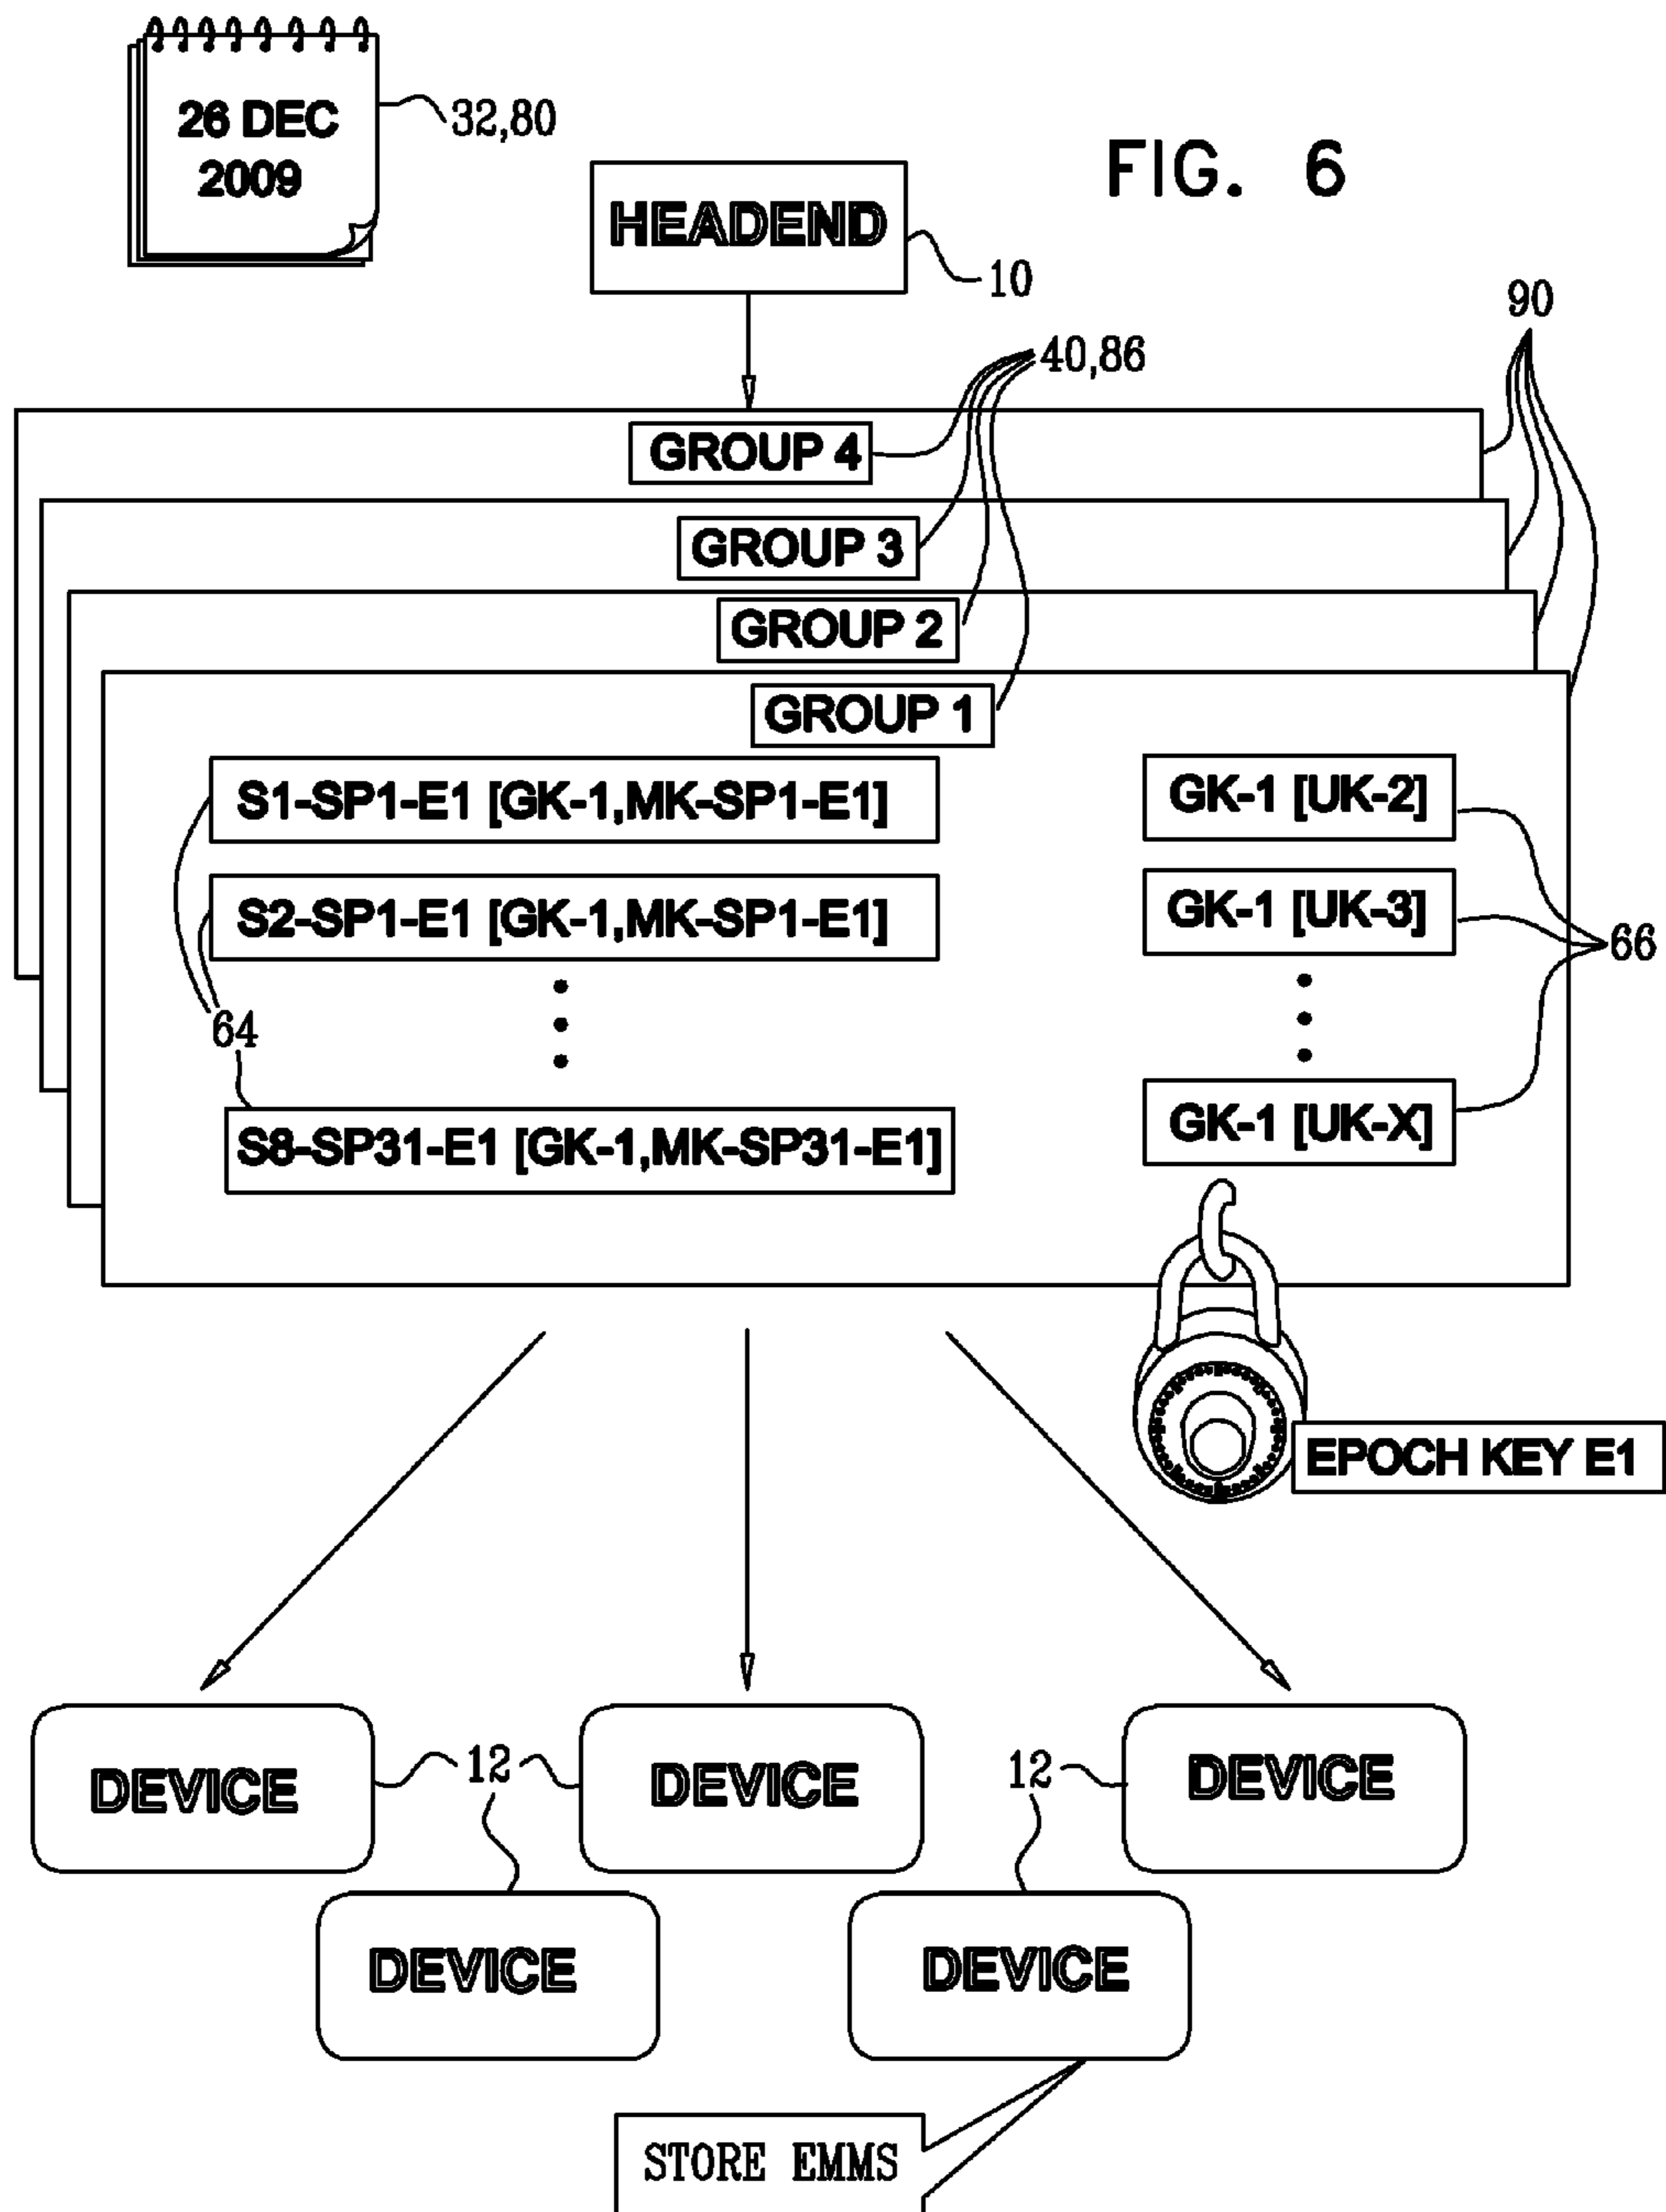 26 DEC
2009
32,80
FIG. 6
HEADEND
10
90
40,86
GROUP 4
GROUP 3
GROUP 2
GROUP 1
S1-SP1-E1 [GK-1,MK-SP1-E1]
GK-1 [UK-2]
S2-SP1-E1 [GK-1,MK-SP1-E1]
GK-1 [UK-3]
66
64
S8-SP31-E1 [GK-1,MK-SP31-E1]
GK-1 [UK-X]
EPOCH KEY E1
DEVICE
12
DEVICE
12
DEVICE
DEVICE
DEVICE
STORE EMMS